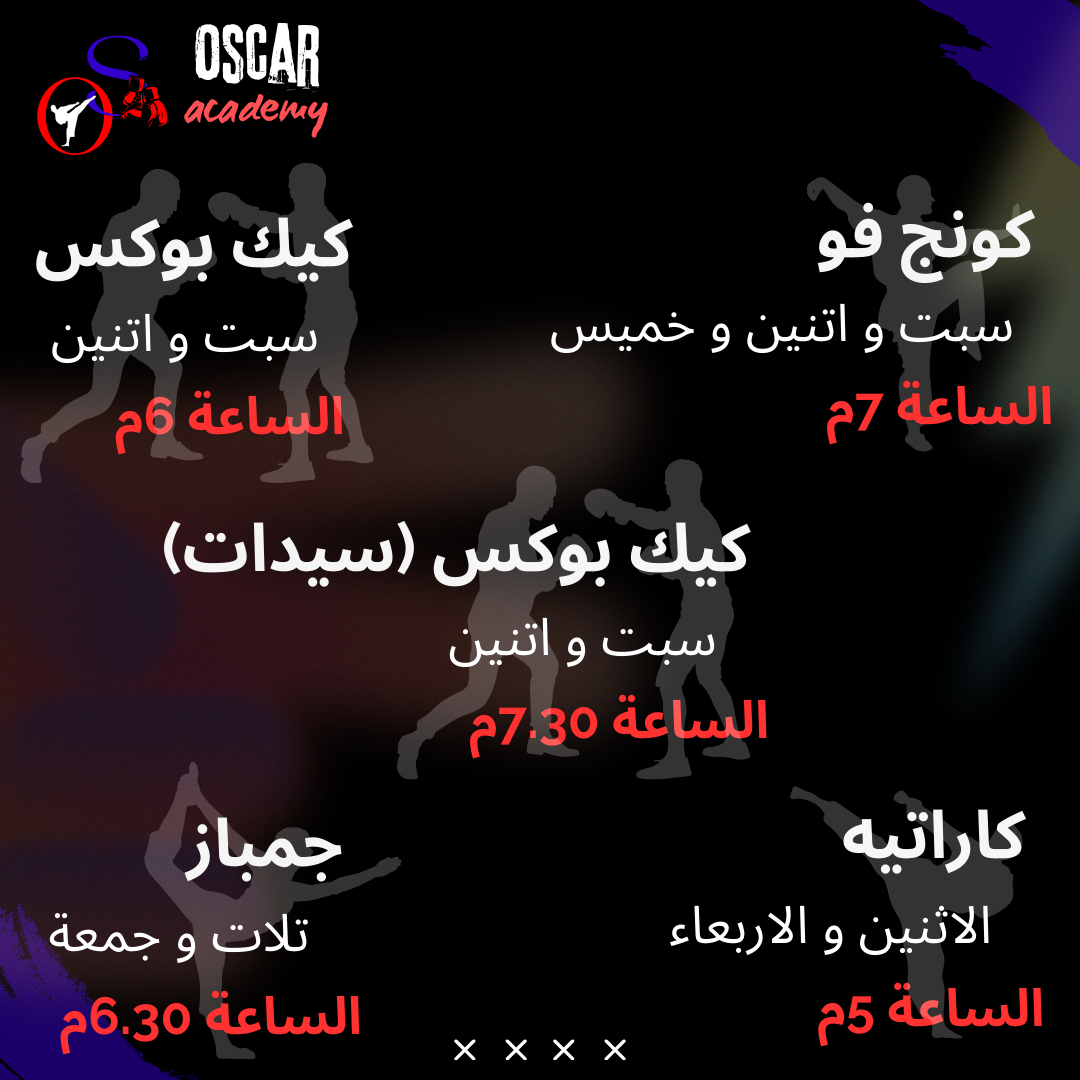 OSCAR
academy
كونج فو
سبت و اتنين و خميس
الساعة 7م
كيك بوكس
سبت و اتنين
الساعة 6م
كيك بوكس (سيدات)
سبت و اتنين
الساعة 7.30م
كاراتيه
الاثنين و الاربعاء
الساعة 5م
جمباز
تلات و جمعة
الساعة 6.30م